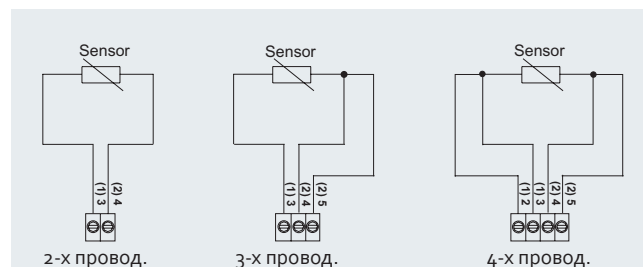 Sensor
(1) 3
(2) 4
2-х провод.
Sensor
(1) 3
(2) 4
(2) 5
3-х провод.
Sensor
(1) 2
(1) 3
(2) 4
(2) 5
4-х провод.